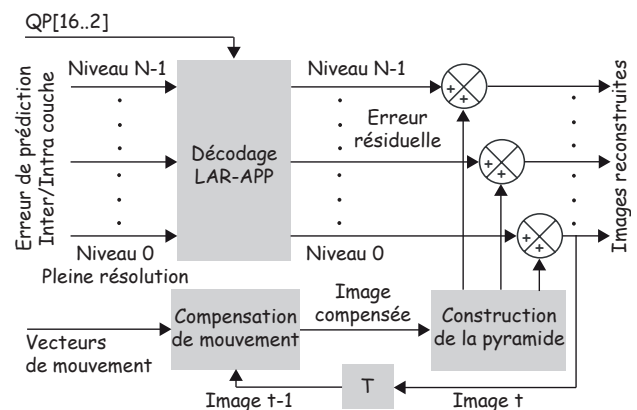 QP[16..2]
Niveau N-1
Niveau N-1
Erreur de prédiction
Inter/Intra couche
Décodage
LAR-APP
Erreur
résiduelle
Images reconstruites
+
+
+
+
+
+
Niveau 0
Pleine résolution
Niveau 0
Vecteurs
de mouvement
Compensation
de mouvement
Image
compensée
Construction
de la pyramide
Image t-1
T
Image t